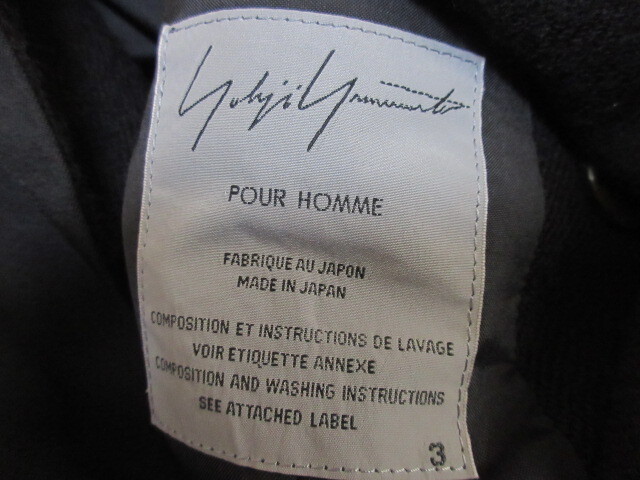 Yohji Yamamoto
POUR HOMME
FABRIQUE AU JAPON
MADE IN JAPAN
COMPOSITION ET INSTRUCTIONS DE LAVAGE
VOIR ETIQUETTE ANNEXE
COMPOSITION AND WASHING INSTRUCTIONS
SEE ATTACHED LABEL
3